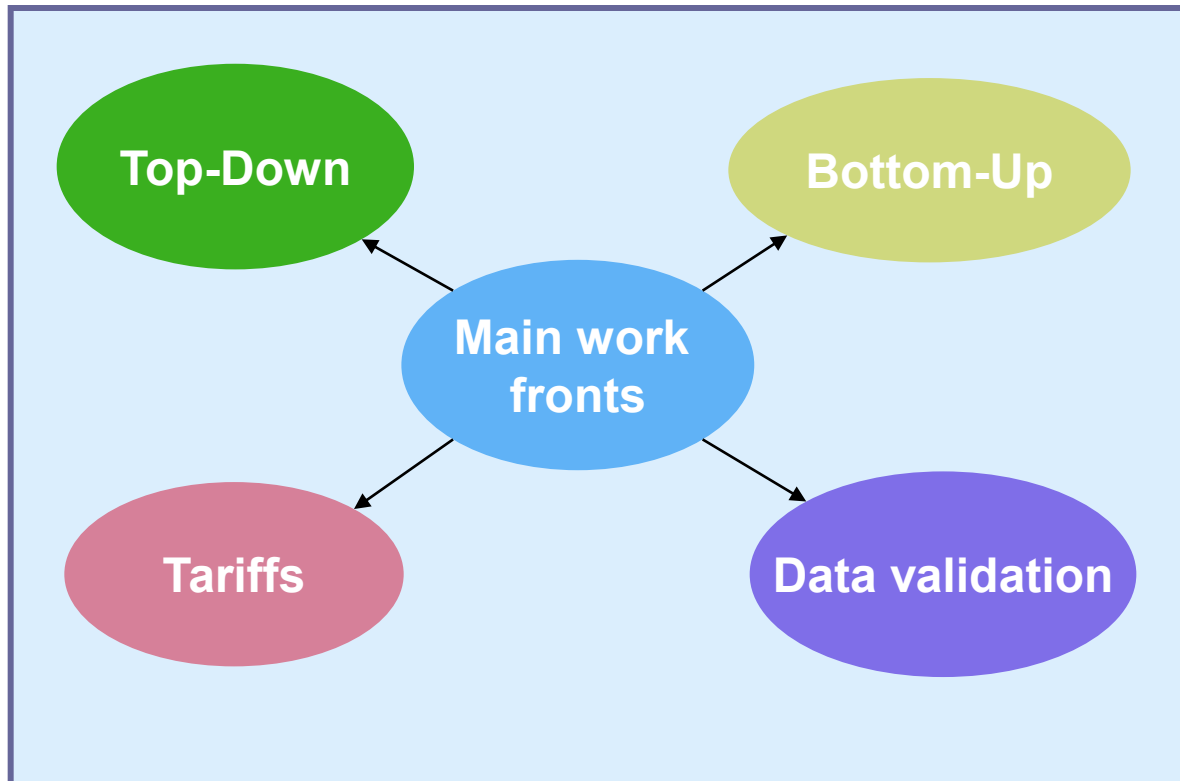 Top-Down
Bottom-Up
Main work
fronts
Tariffs
Data validation